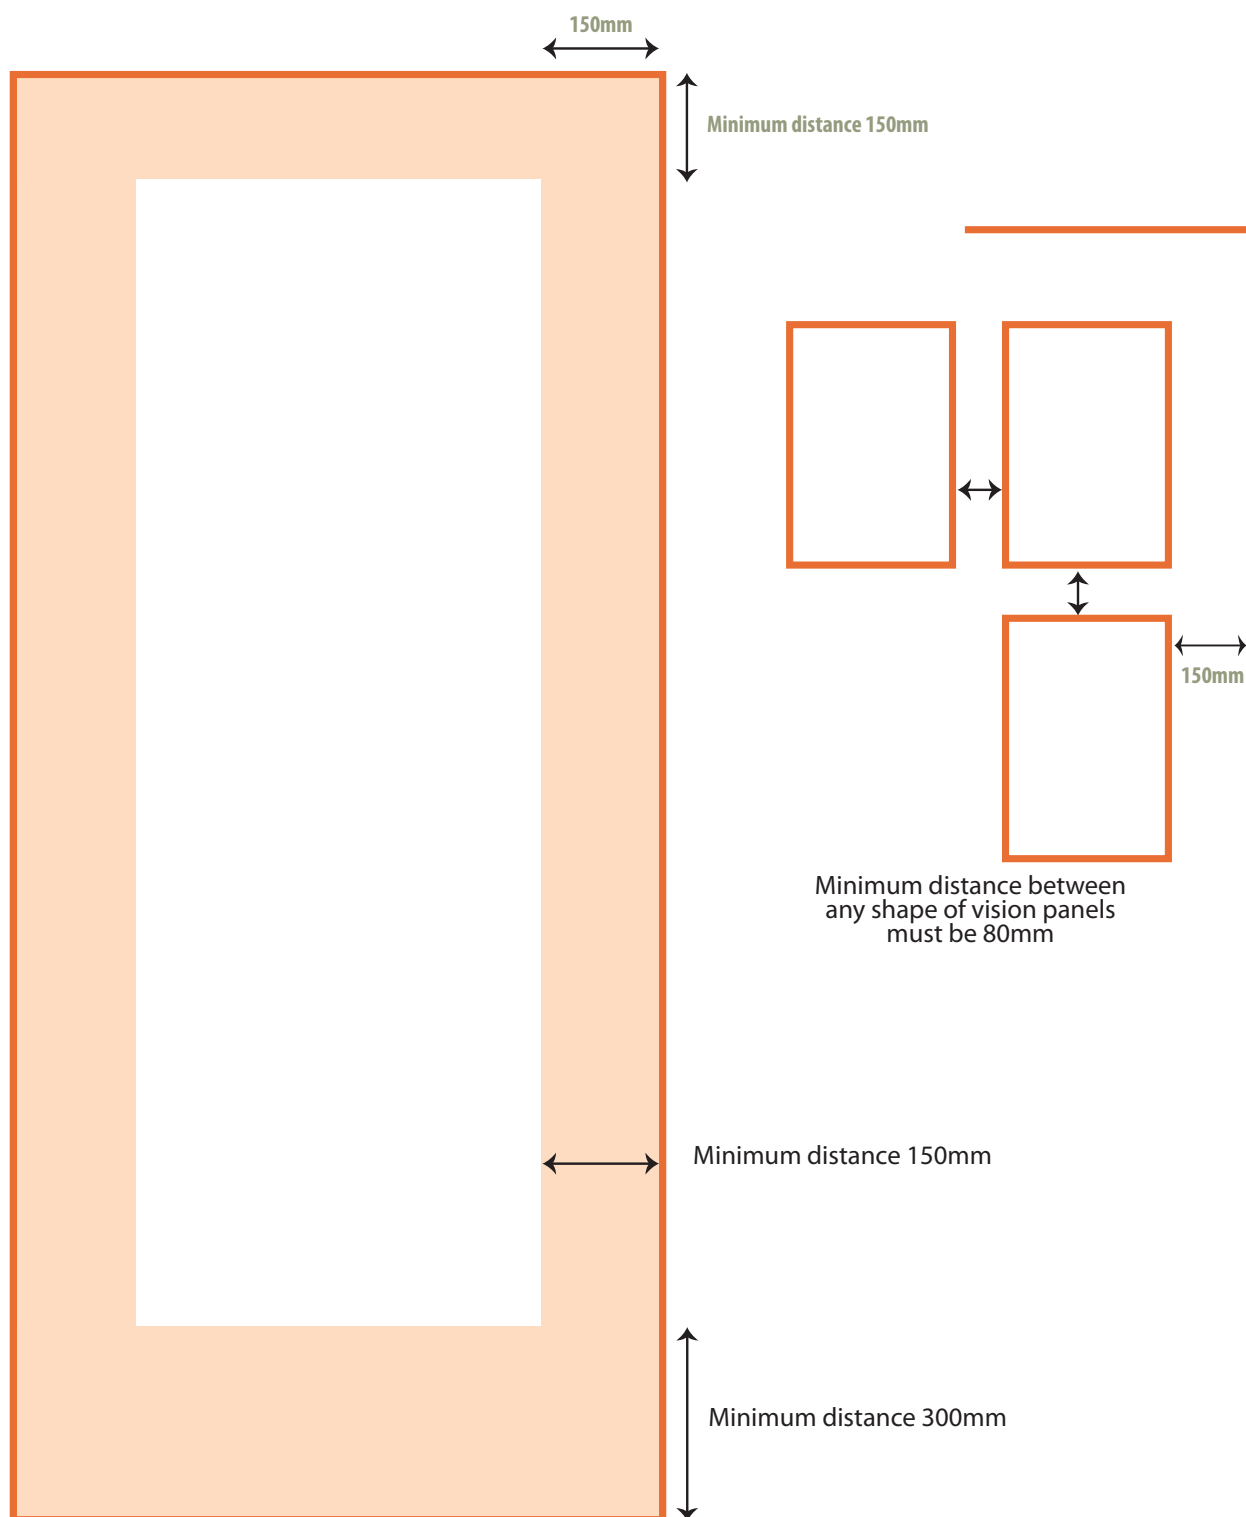 150mm
Minimum distance 150mm
150mm
Minimum distance between
any shape of vision panels
must be 80mm
Minimum distance 150mm
Minimum distance 300mm